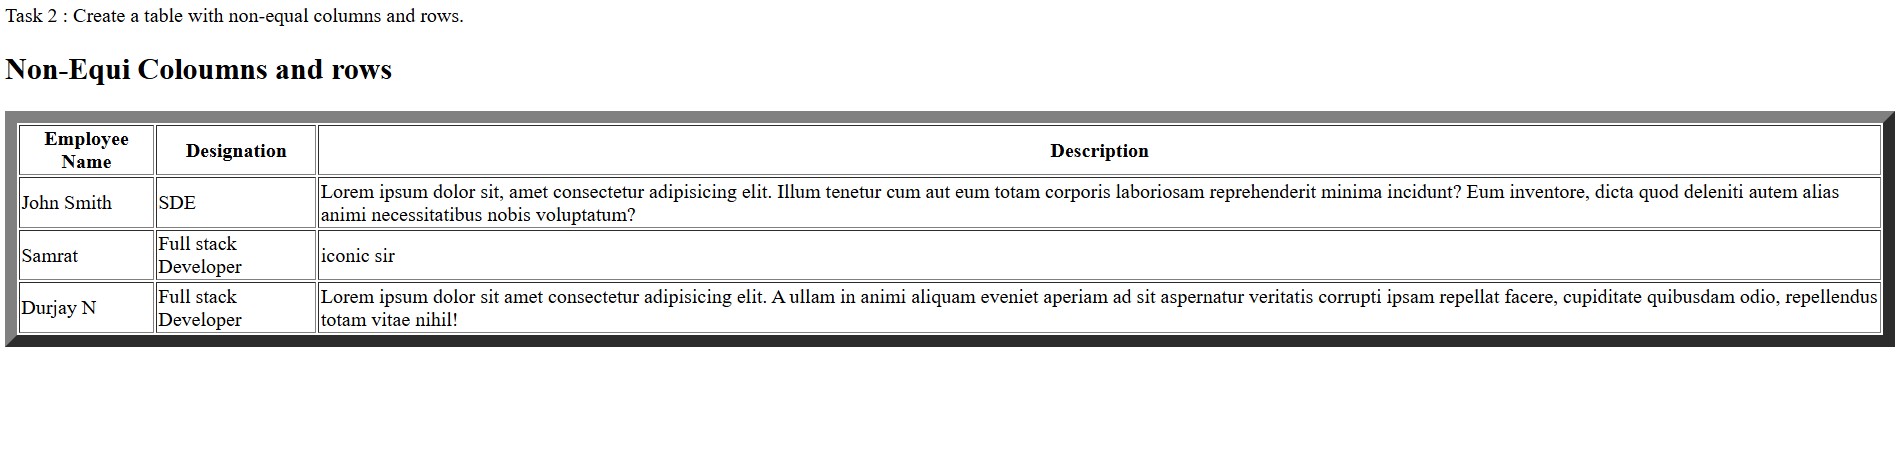 Task 2 : Create a table with non-equal columns and rows.
Non-Equi Coloumns and rows
Employee
Name
Designation
Description
John Smith
SDE
Lorem ipsum dolor sit, amet consectetur adipisicing elit. Illum tenetur cum aut eum totam corporis laboriosam reprehenderit minima incidunt? Eum inventore, dicta quod deleniti autem alias
animi necessitatibus nobis voluptatum?
Samrat
Full stack
Developer
iconic sir
Durjay N
Full stack
Developer
Lorem ipsum dolor sit amet consectetur adipisicing elit. A ullam in animi aliquam eveniet aperiam ad sit aspernatur veritatis corrupti ipsam repellat facere, cupiditate quibusdam odio, repellendus
totam vitae nihil!